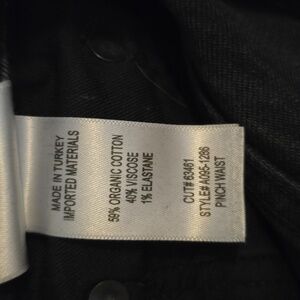 MADE IN TURKEY
IMPORTED MATERIALS
59% ORGANIC COTTON
40% VISCOSE
1% ELASTANE
CUT# 63461
STYLE# A095-1286
PINCH WAIST